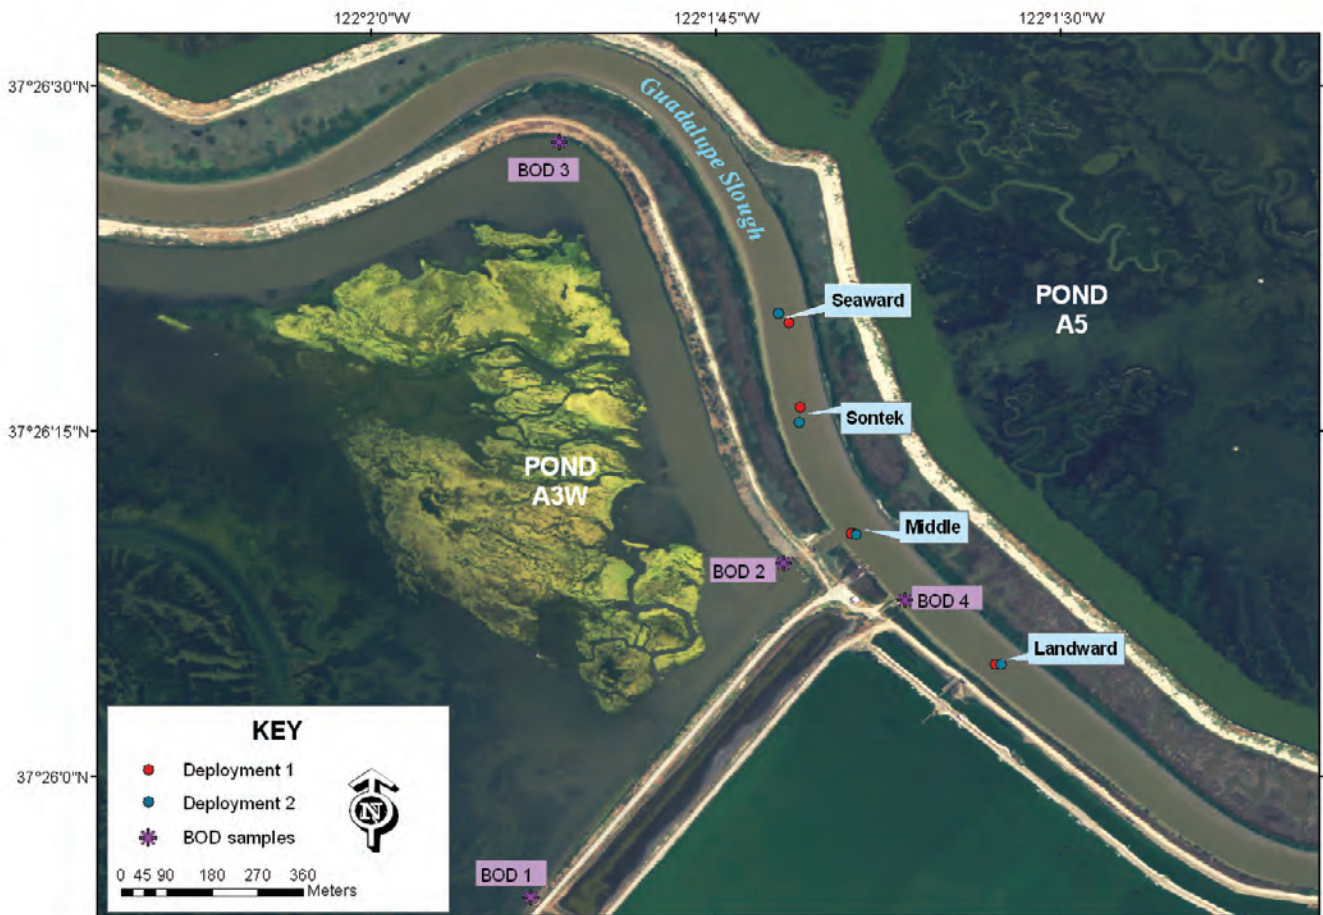 122°2'0"W
122°1'45"W
122°1'30"W
37°26'30"N
Guadalupe Slough
BOD 3
Seaward
POND
A5
Sontek
37°26'15"N
POND
A3W
Middle
BOD 2
BOD 4
Landward
KEY
Deployment 1
Deployment 2
BOD samples
N
37°26'0"N
0 45 90 180 270 360
Meters
BOD 1